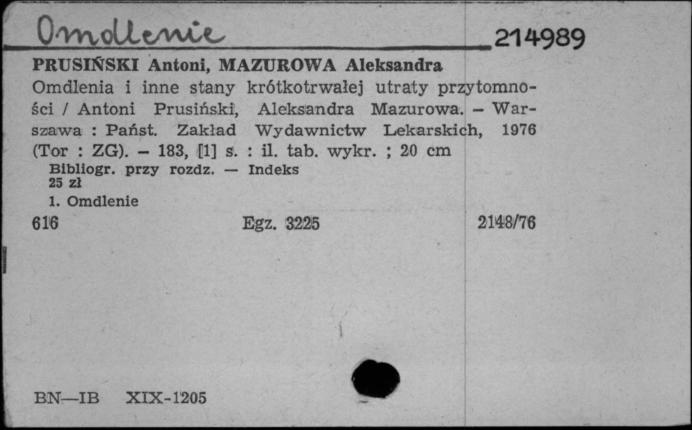 Omdlenie
214989
PRUSIŃSKI Antoni, MAZUROWA Aleksandra
Omdlenia i inne stany krótkotrwałej utraty przytomno-
ści / Antoni Prusiński, Aleksandra Mazurowa. — War-
szawa : Państ. Zakład Wydawnictw Lekarskich, 1976
(Tor : ZG). — 183, [1] s. : il. tab. wykr. ; 20 cm
Bibliogr. przy rozdz. — Indeks
25 zł
1. Omdlenie
616 Egz. 3225 2148/76
BN—IB XIX-1205